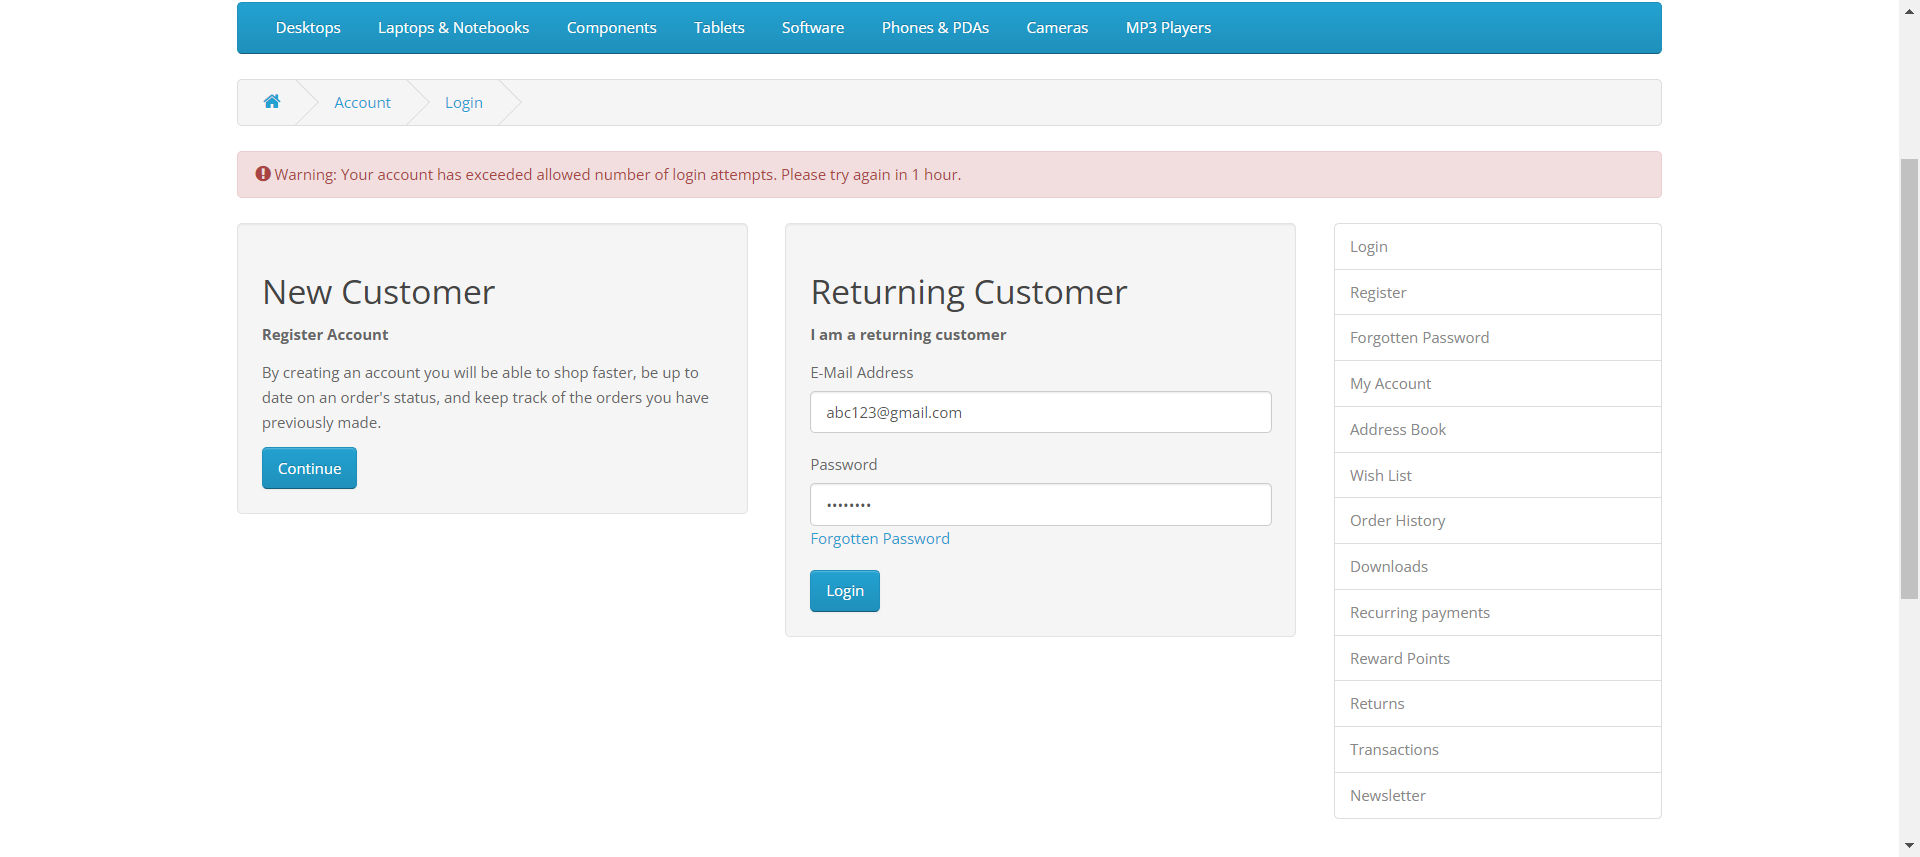 Desktops Laptops & Notebooks Components Tablets Software Phones & PDAs Cameras MP3 Players
Account Login
Warning: Your account has exceeded allowed number of login attempts. Please try again in 1 hour.
New Customer
Register Account
By creating an account you will be able to shop faster, be up to
date on an order's status, and keep track of the orders you have
previously made.
Continue
Returning Customer
I am a returning customer
E-Mail Address
abc123@gmail.com
Password
••••••••
Forgotten Password
Login
Login
Register
Forgotten Password
My Account
Address Book
Wish List
Order History
Downloads
Recurring payments
Reward Points
Returns
Transactions
Newsletter